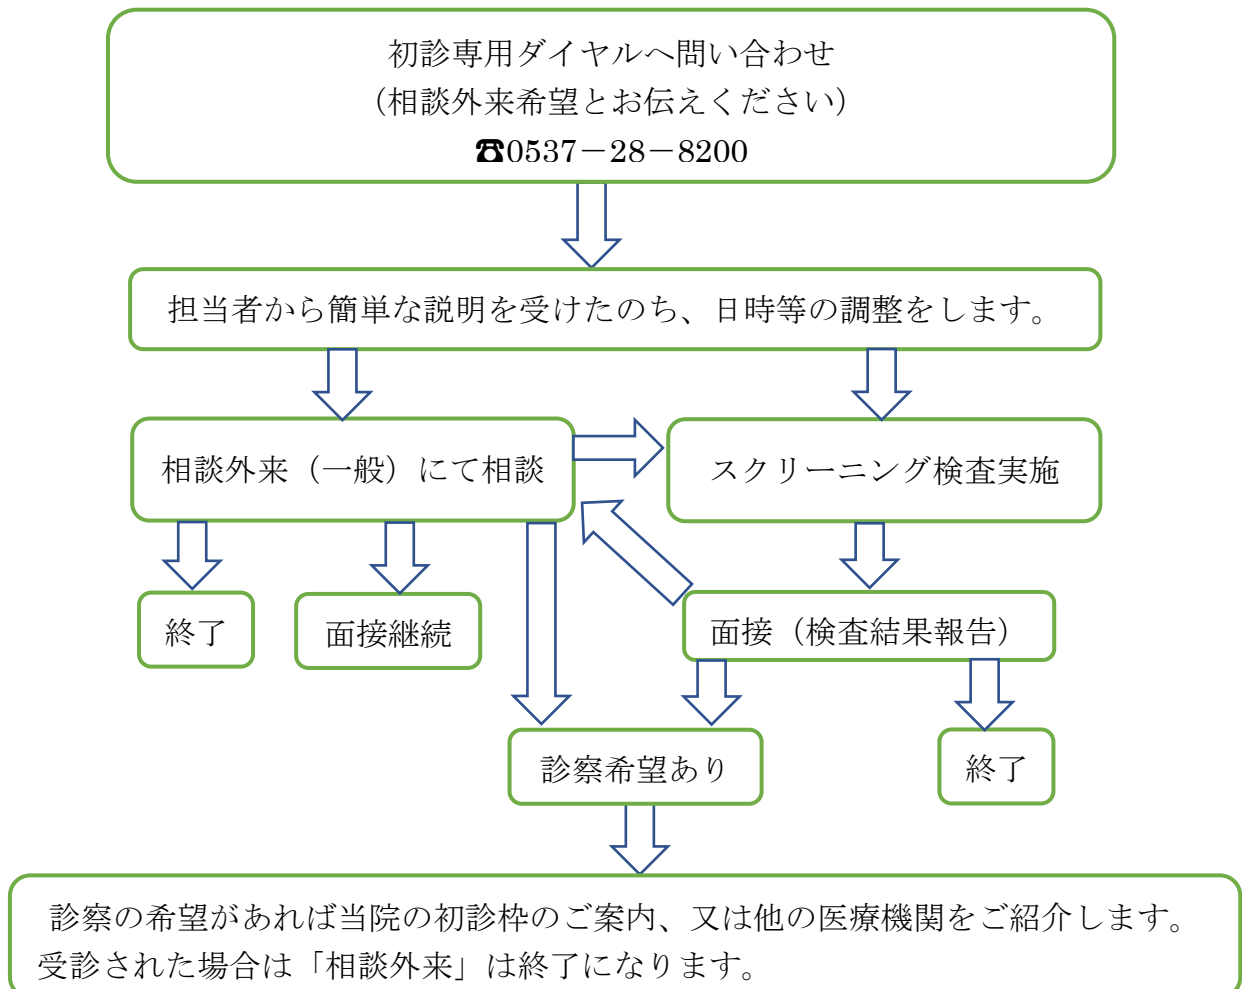 初診専用ダイヤルへ問い合わせ
（相談外来希望とお伝えください）
☎0537－28－8200
担当者から簡単な説明を受けたのち、日時等の調整をします。
相談外来（一般）にて相談
スクリーニング検査実施
終了
面接継続
面接（検査結果報告）
診察希望あり
終了
診察の希望があれば当院の初診枠のご案内、又は他の医療機関をご紹介します。
受診された場合は「相談外来」は終了になります。